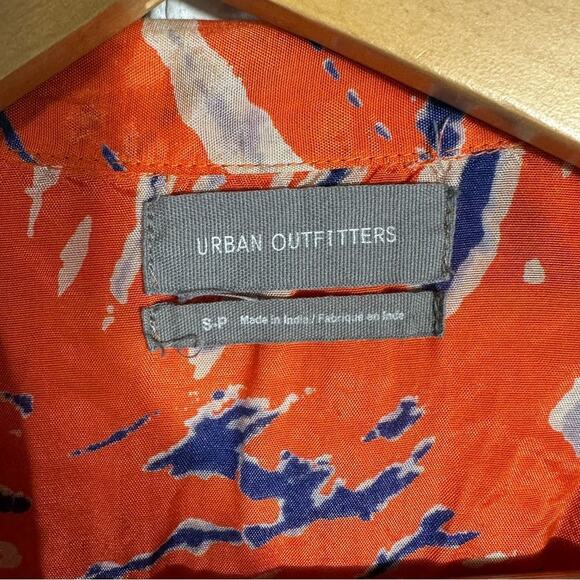 URBAN OUTFITTERS
S-P Made in India / Fabriqué en Inde